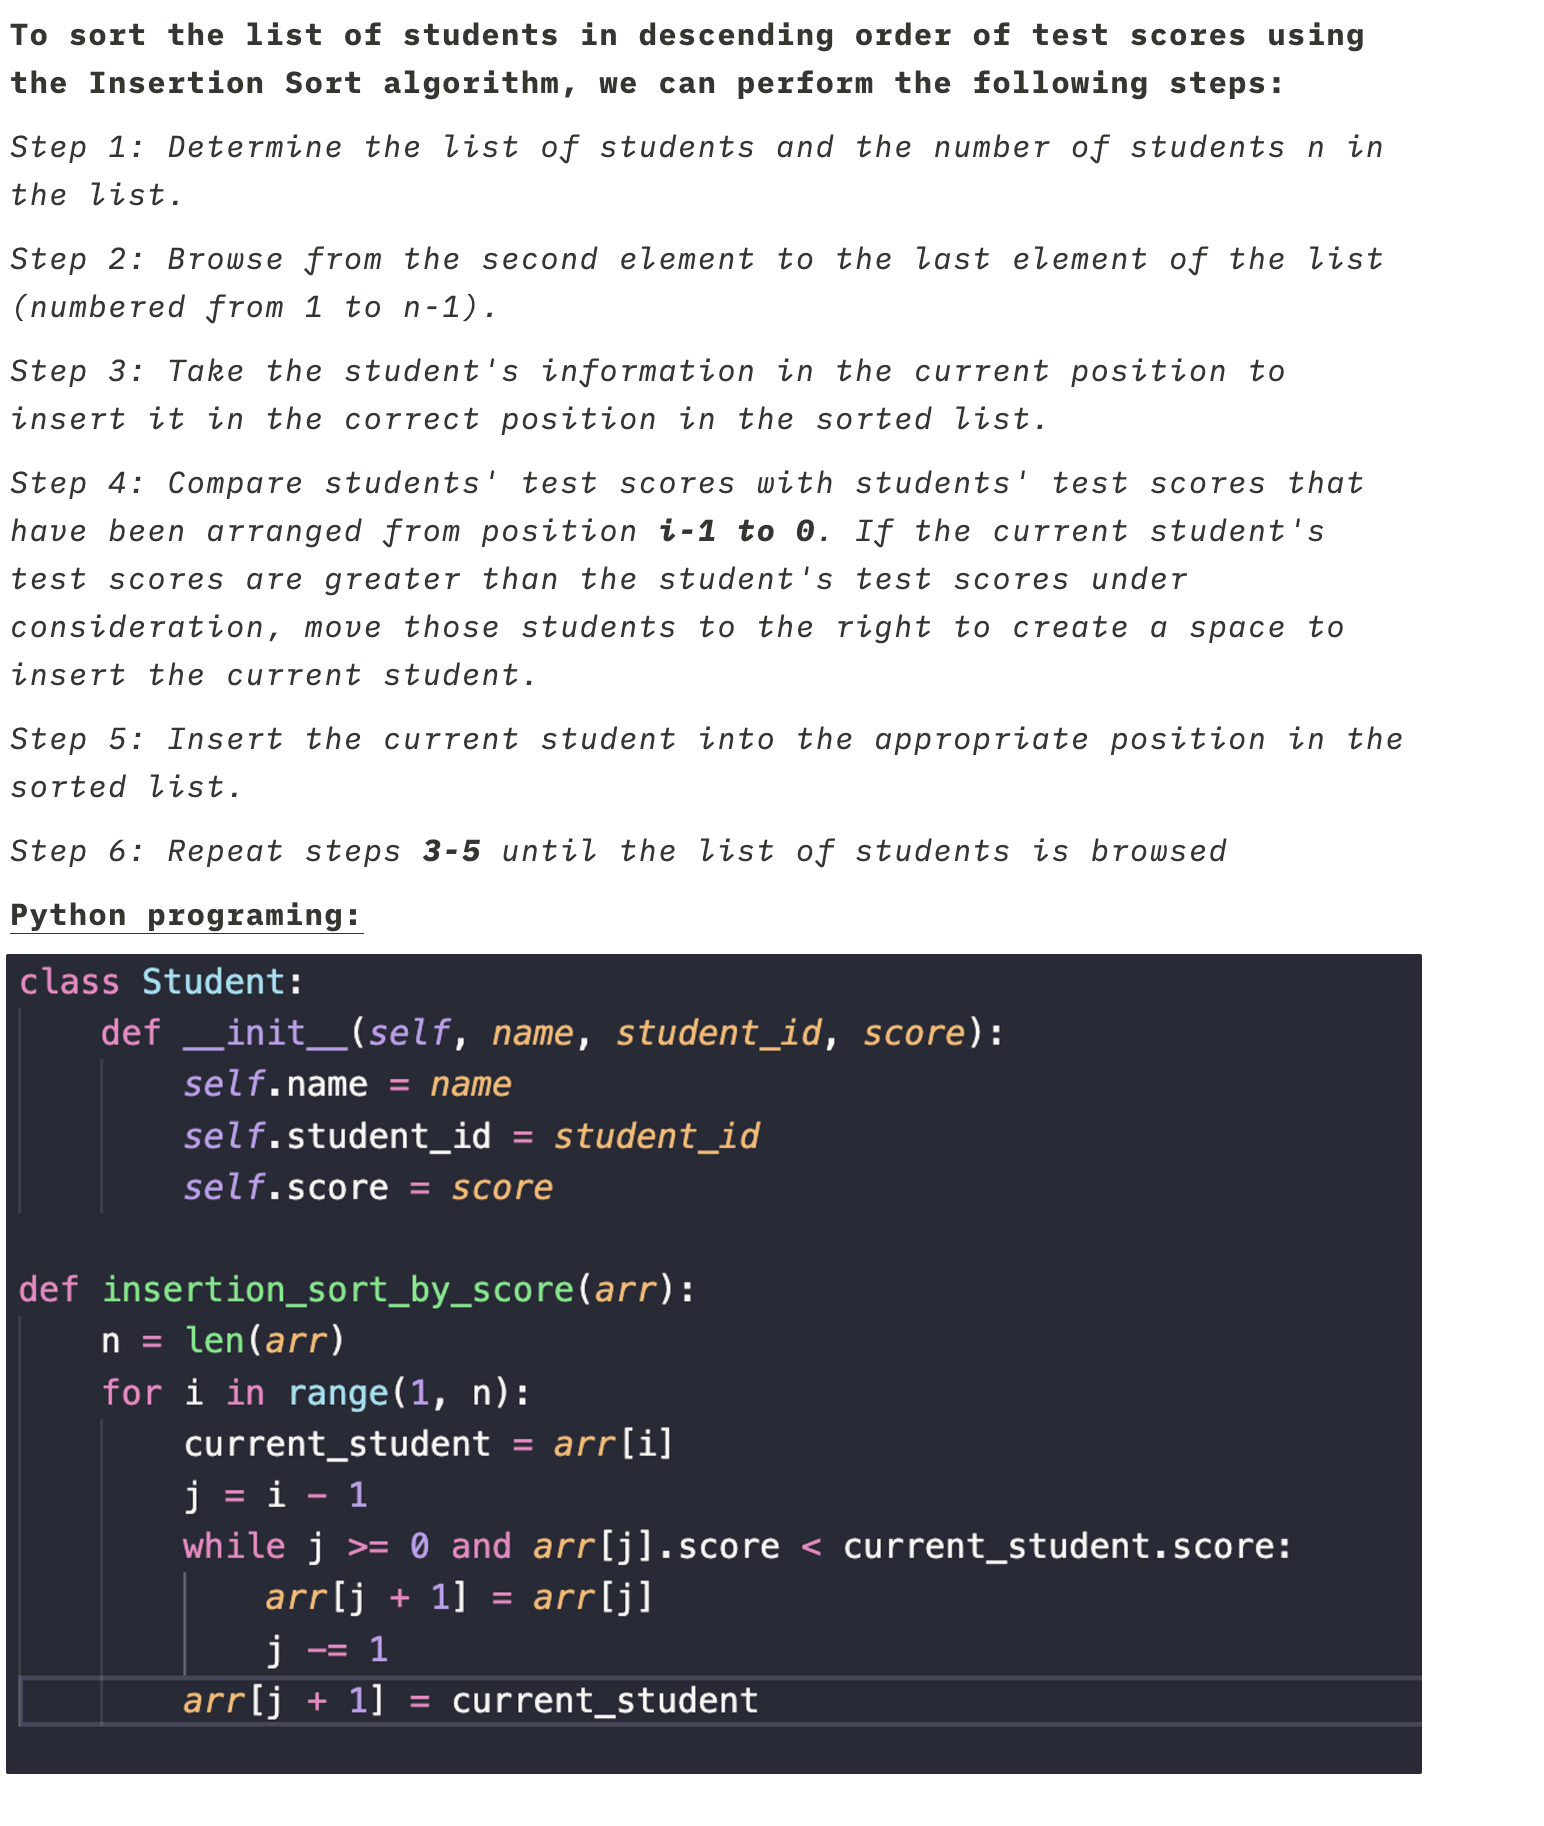 To sort the list of students in descending order of test scores using
the Insertion Sort algorithm, we can perform the following steps:
Step 1: Determine the list of students and the number of students n in
the list.
Step 2: Browse from the second element to the last element of the list
(numbered from 1 to n-1).
Step 3: Take the student's information in the current position to
insert it in the correct position in the sorted list.
Step 4: Compare students' test scores with students' test scores that
have been arranged from position i-1 to 0. If the current student's
test scores are greater than the student's test scores under
consideration, move those students to the right to create a space to
insert the current student.
Step 5: Insert the current student into the appropriate position in the
sorted list.
Step 6: Repeat steps 3-5 until the list of students is browsed
Python programing:
class Student:
    def __init__(self, name, student_id, score):
        self.name = name
        self.student_id = student_id
        self.score = score
def insertion_sort_by_score(arr):
    n = len(arr)
    for i in range(1, n):
        current_student = arr[i]
        j = i - 1
        while j >= 0 and arr[j].score < current_student.score:
            arr[j + 1] = arr[j]
            j -= 1
        arr[j + 1] = current_student